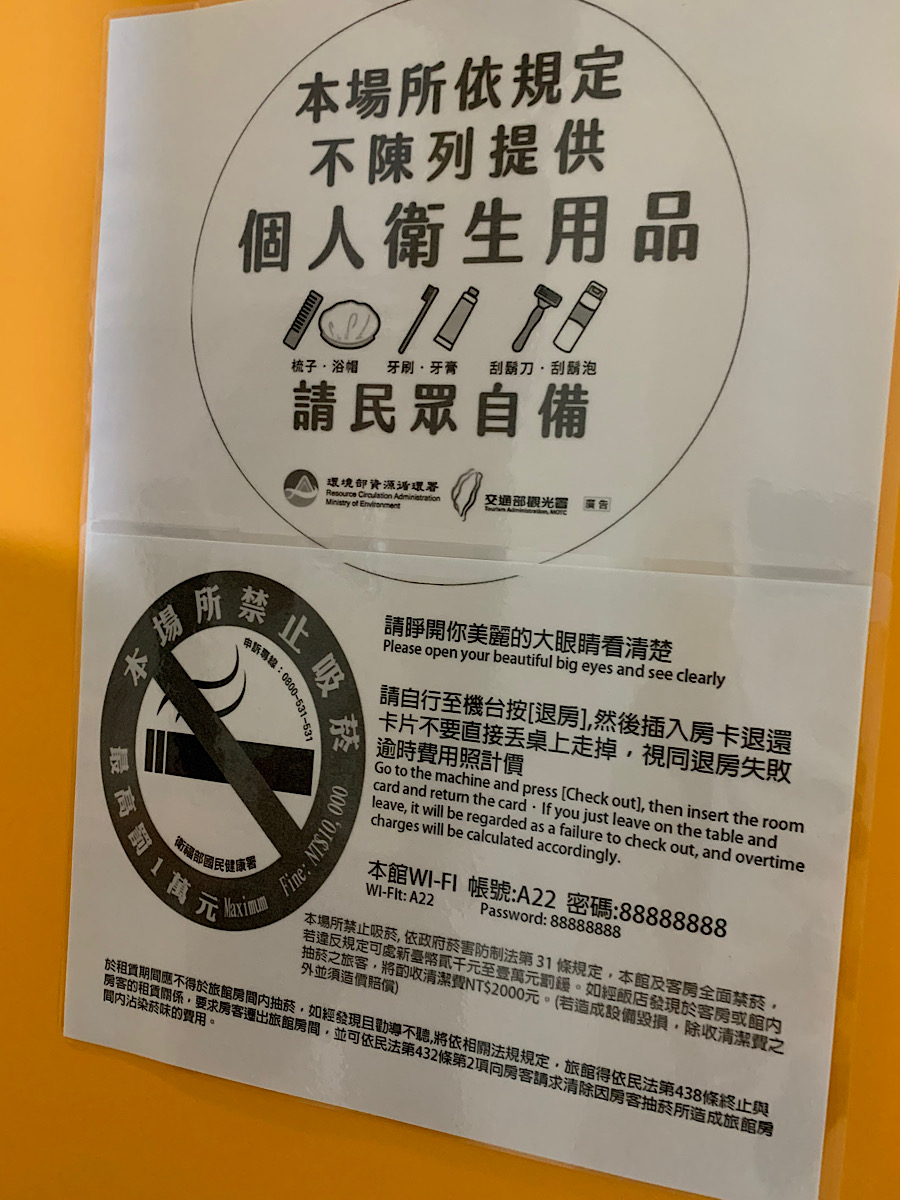 本場所依規定
不陳列提供
個人衛生用品
梳子・浴帽 牙刷・牙膏 刮鬍刀・刮鬍泡
請民眾自備
環境部資源循環署
Resource Circulation Administration
Ministry of Environment
交通部觀光署
Tourism Administration, MOTC
廣告
本場所禁止吸菸
申訴專線：0800-531-531
衛福部國民健康署
最高罰1萬元
Maximum Fine: NT$10,000
請睜開你美麗的大眼睛看清楚
Please open your beautiful big eyes and see clearly
請自行至機台按[退房],然後插入房卡退還
卡片不要直接丟桌上走掉，視同退房失敗
逾時費用照計價
Go to the machine and press [Check out], then insert the room
card and return the card・If you just leave on the table and
leave, it will be regarded as a failure to check out, and overtime
charges will be calculated accordingly.
本館WI-FI 帳號:A22 密碼:88888888
WI-FIt: A22 Password: 88888888
本場所禁止吸菸, 依政府菸害防制法第 31 條規定，本館及客房全面禁菸，
若違反規定可處新臺幣貳千元至壹萬元罰鍰。如經飯店發現於客房或館內
抽菸之旅客，將酌收清潔費NT$2000元。(若造成設備毀損，除收清潔費之
外並須造價賠償)
於租賃期間應不得於旅館房間內抽菸，如經發現且勸導不聽,將依相關法規規定，旅館得依民法第438條終止與
房客的租賃關係，要求房客遷出旅館房間，並可依民法第432條第2項向房客請求清除因房客抽菸所造成旅館房
間內沾染菸味的費用。